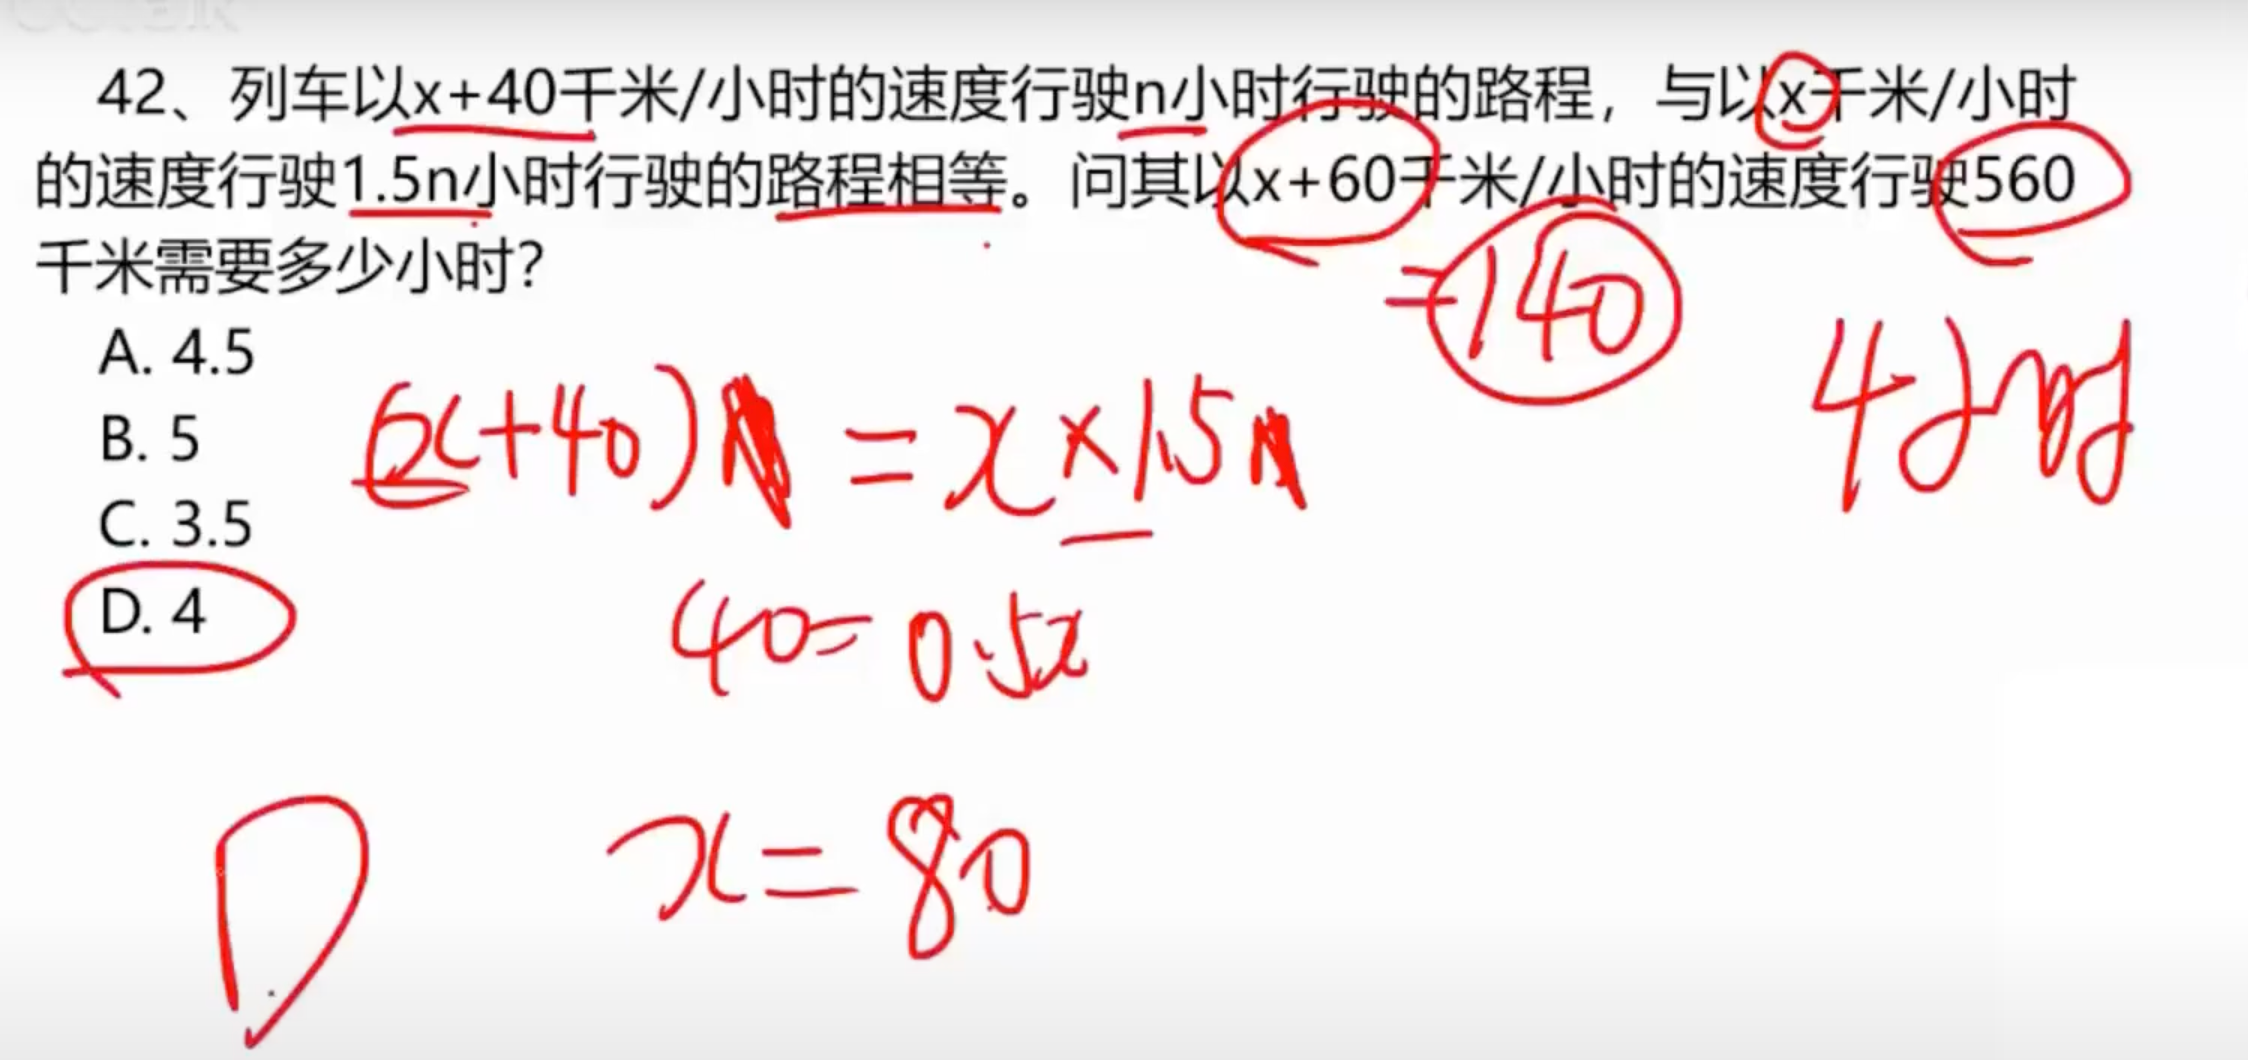 42、列车以x+40千米/小时的速度行驶n小时行驶的路程，与以x千米/小时
的速度行驶1.5n小时行驶的路程相等。问其以x+60千米/小时的速度行驶560
千米需要多少小时？
=140
A. 4.5
B. 5
C. 3.5
D. 4
(x+40)n=x×1.5n
4小时
40=0.5x
x=80
D